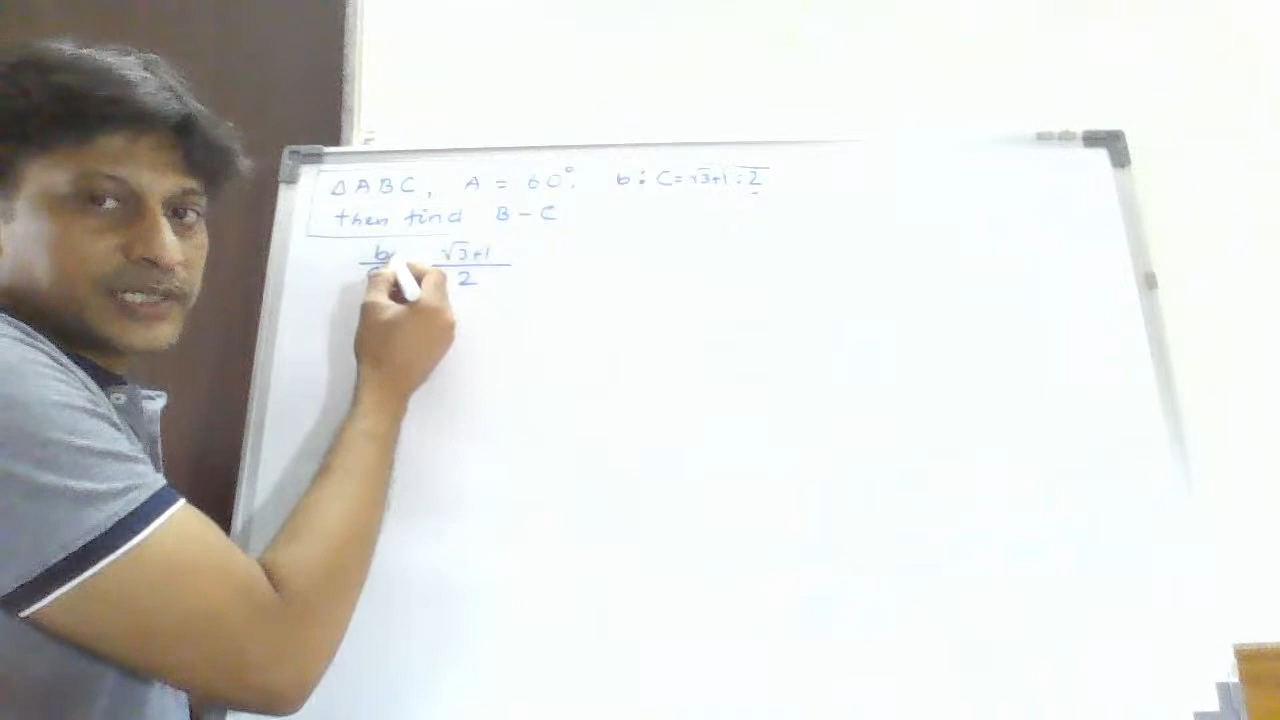 △ABC, A = 60°. b : C = √3+1 : 2
then find B - C
b √3+1
2